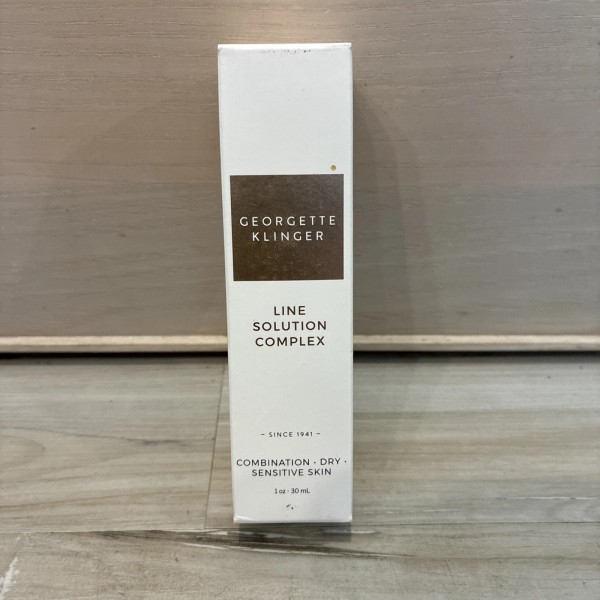 GEORGETTE
KLINGER
LINE
SOLUTION
COMPLEX
– SINCE 1941 –
COMBINATION · DRY ·
SENSITIVE SKIN
1 oz · 30 mL